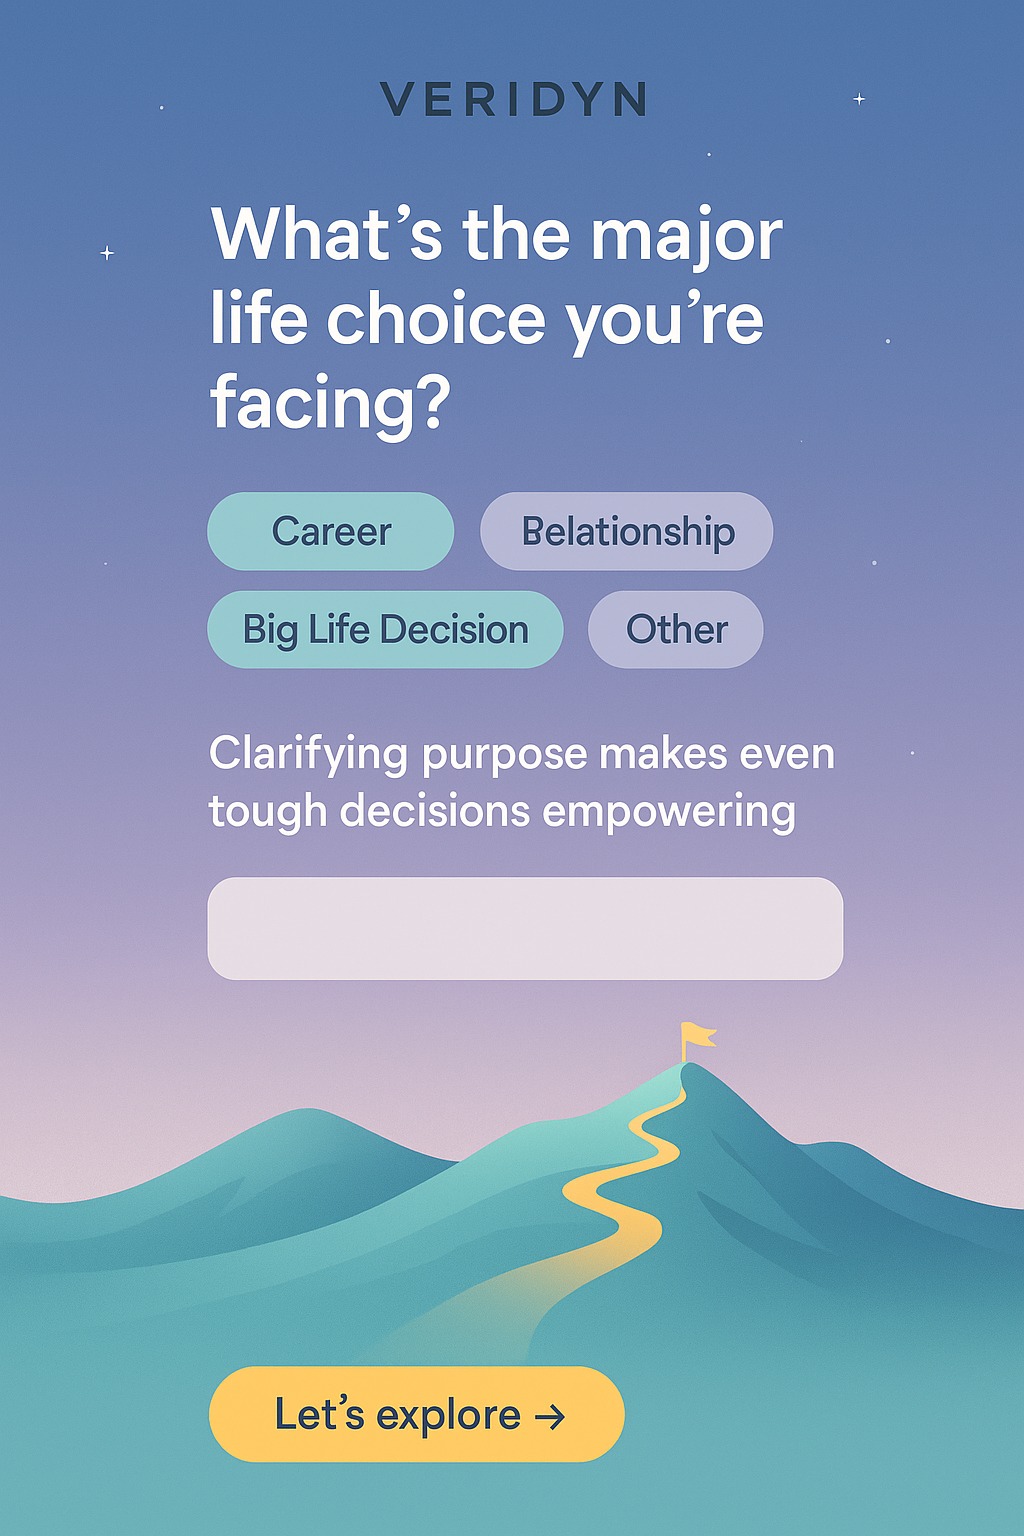 VERIDYN
What's the major
life choice you're
facing?
Career
Belationship
Big Life Decision
Other
Clarifying purpose makes even
tough decisions empowering
Let's explore →